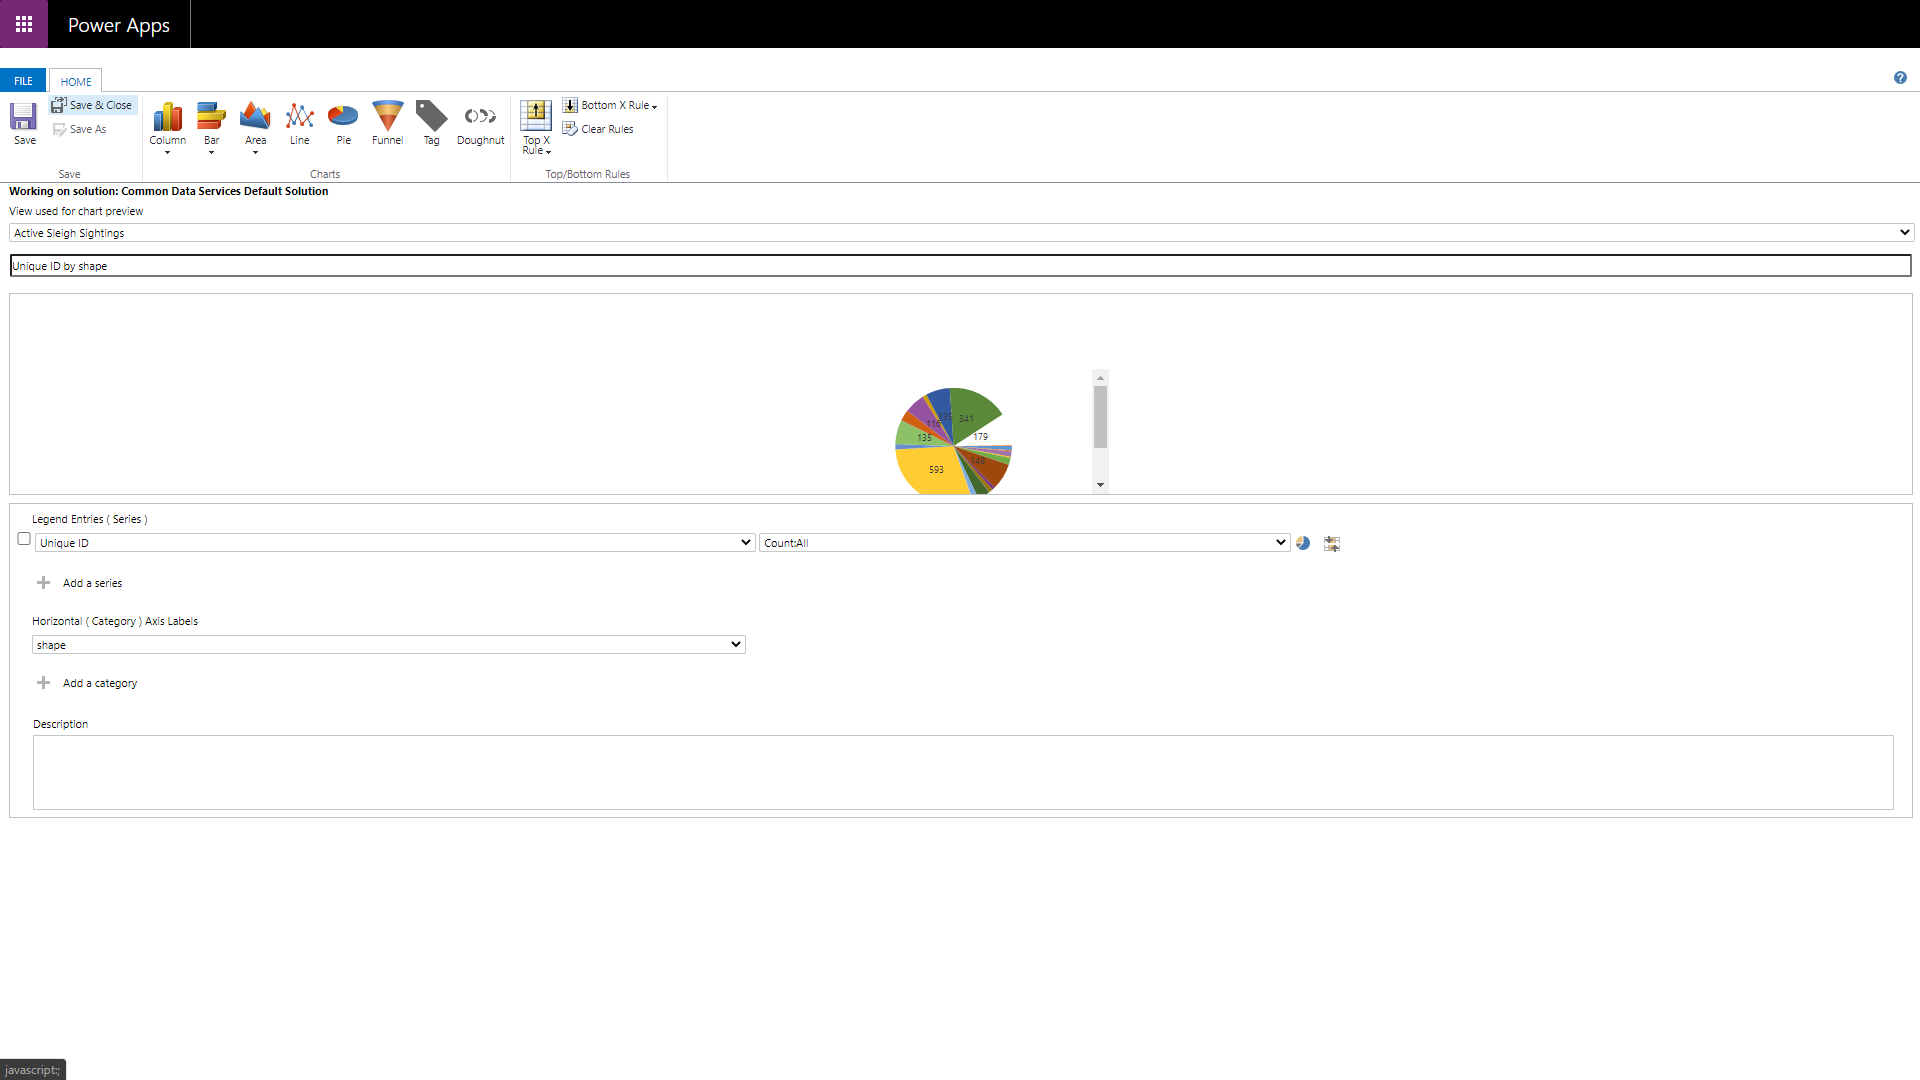 Power Apps
FILE
HOME
Save
Save & Close
Save As
Save
Column
Bar
Area
Line
Pie
Funnel
Tag
Doughnut
Charts
Top X
Rule
Bottom X Rule
Clear Rules
Top/Bottom Rules
Working on solution: Common Data Services Default Solution
View used for chart preview
Active Sleigh Sightings
Unique ID by shape
135
341
116
179
135
148
593
Legend Entries ( Series )
Unique ID
Count:All
Add a series
Horizontal ( Category ) Axis Labels
shape
Add a category
Description
javascript:;